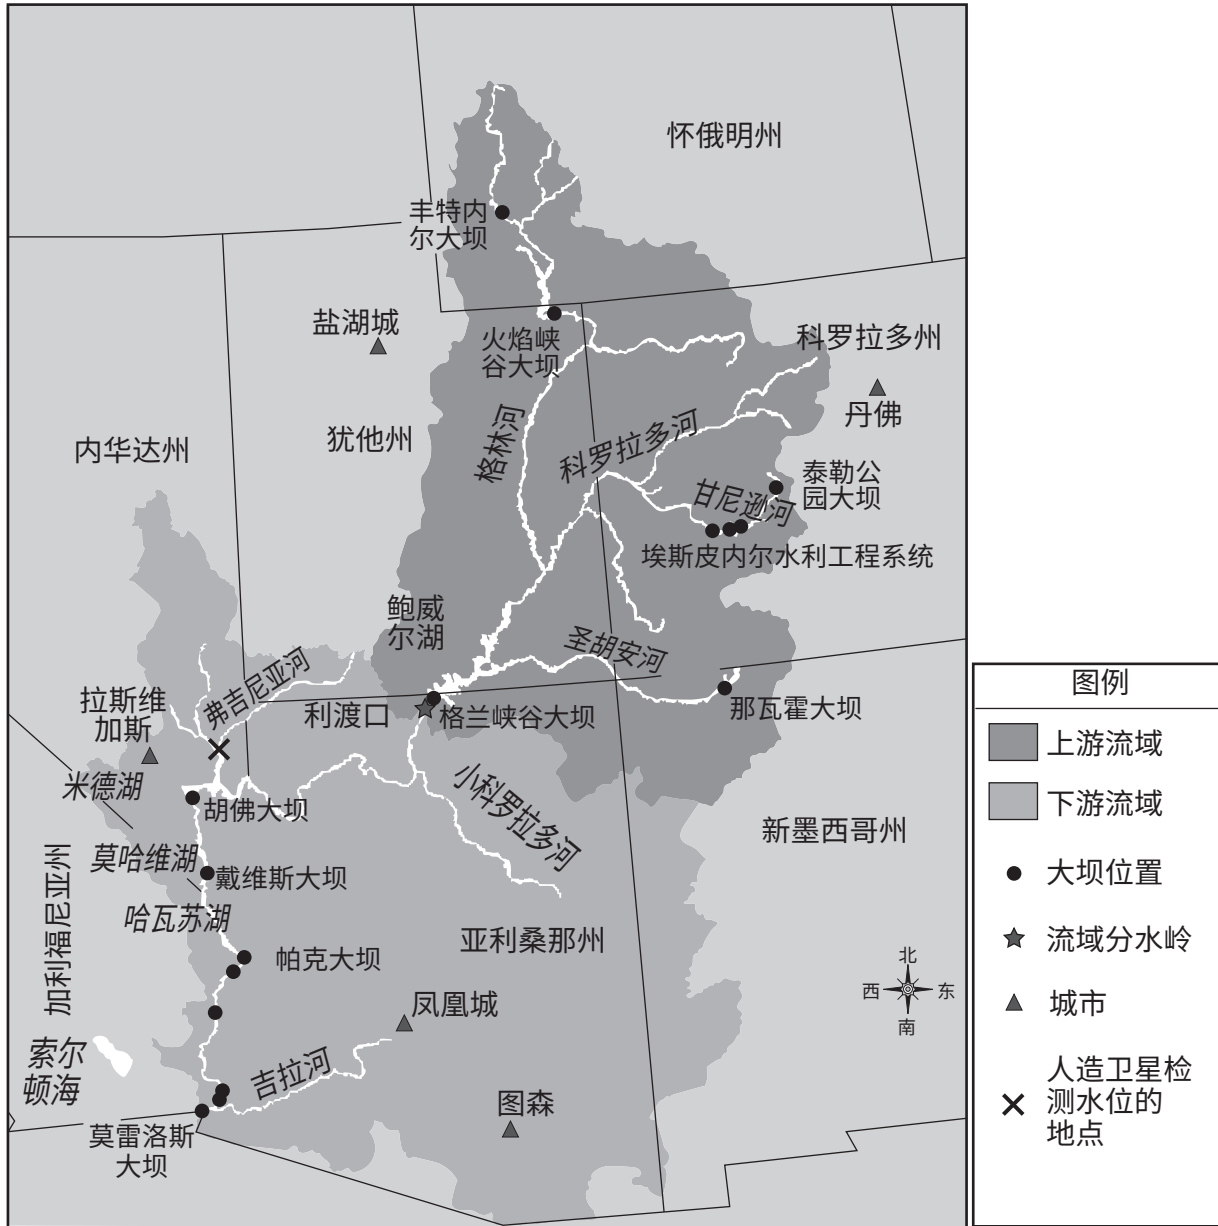 怀俄明州
丰特内
尔大坝
盐湖城
火焰峡
谷大坝
科罗拉多州
丹佛
格林河
科罗拉多河
犹他州
内华达州
甘尼逊河
泰勒公
园大坝
埃斯皮内尔水利工程系统
鲍威
尔湖
圣胡安河
弗吉尼亚河
拉斯维
加斯
利渡口
格兰峡谷大坝
那瓦霍大坝
米德湖
胡佛大坝
小科罗拉多河
新墨西哥州
莫哈维湖
戴维斯大坝
加利福尼亚州
哈瓦苏湖
帕克大坝
亚利桑那州
凤凰城
索尔
顿海
吉拉河
图森
莫雷洛斯
大坝
北
西
东
南
图例
上游流域
下游流域
大坝位置
流域分水岭
城市
人造卫星检
测水位的
地点